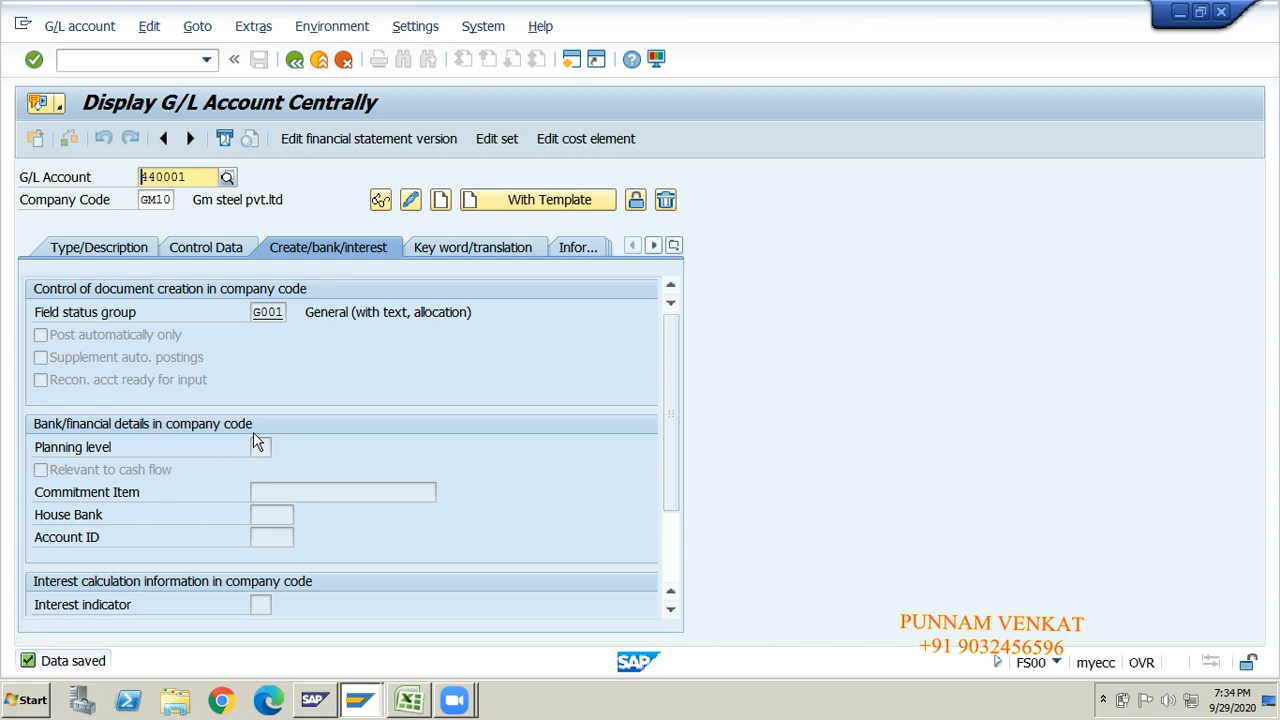 G/L account Edit Goto Extras Environment Settings System Help
Display G/L Account Centrally
Edit financial statement version Edit set Edit cost element
G/L Account 440001
Company Code GM10 Gm steel pvt.ltd With Template
Type/Description Control Data Create/bank/interest Key word/translation Infor...
Control of document creation in company code
Field status group G001 General (with text, allocation)
Post automatically only
Supplement auto. postings
Recon. acct ready for input
Bank/financial details in company code
Planning level
Relevant to cash flow
Commitment Item
House Bank
Account ID
Interest calculation information in company code
Interest indicator
PUNNAM VENKAT
+91 9032456596
Data saved SAP FS00 myecc OVR
Start SAP 7:34 PM
9/29/2020